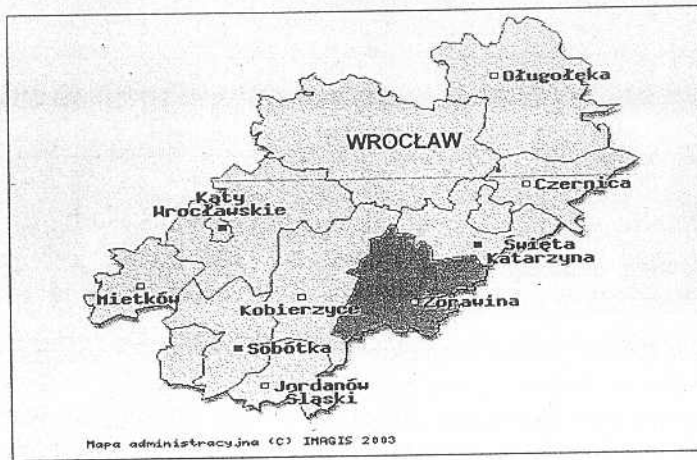 Długołęka
WROCŁAW
Czernica
Kąty
Wrocławskie
Święta
Katarzyna
Mietków
Kobierzyce
Żórawina
Sobótka
Jordanów
Śląski
Mapa administracyjna (C) IMAGIS 2003